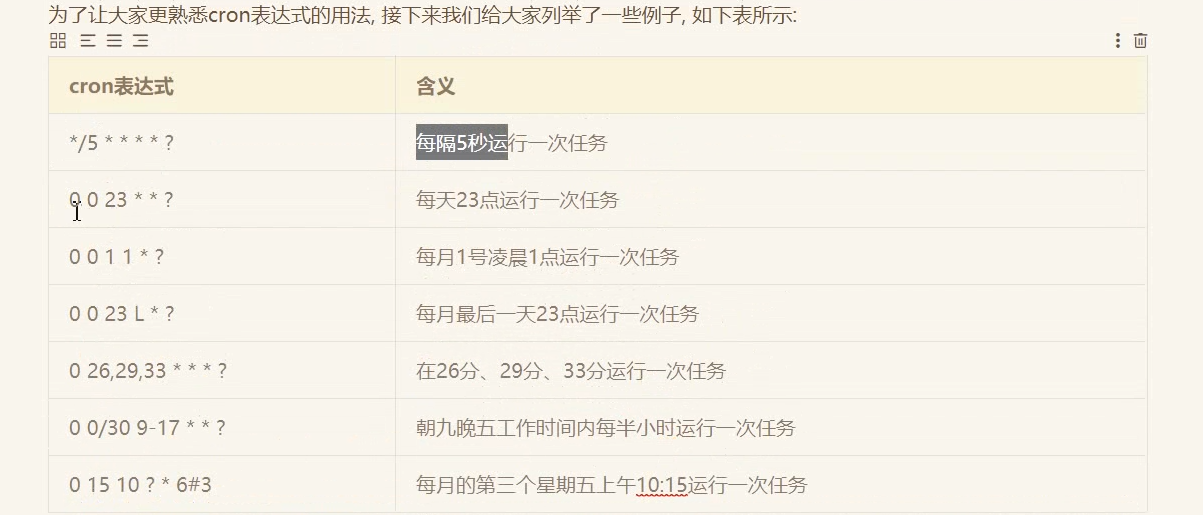 为了让大家更熟悉cron表达式的用法, 接下来我们给大家列举了一些例子, 如下表所示:
cron表达式 含义
*/5 * * * * ? 每隔5秒运行一次任务
0 0 23 * * ? 每天23点运行一次任务
0 0 1 1 * ? 每月1号凌晨1点运行一次任务
0 0 23 L * ? 每月最后一天23点运行一次任务
0 26,29,33 * * * ? 在26分、29分、33分运行一次任务
0 0/30 9-17 * * ? 朝九晚五工作时间内每半小时运行一次任务
0 15 10 ? * 6#3 每月的第三个星期五上午10:15运行一次任务